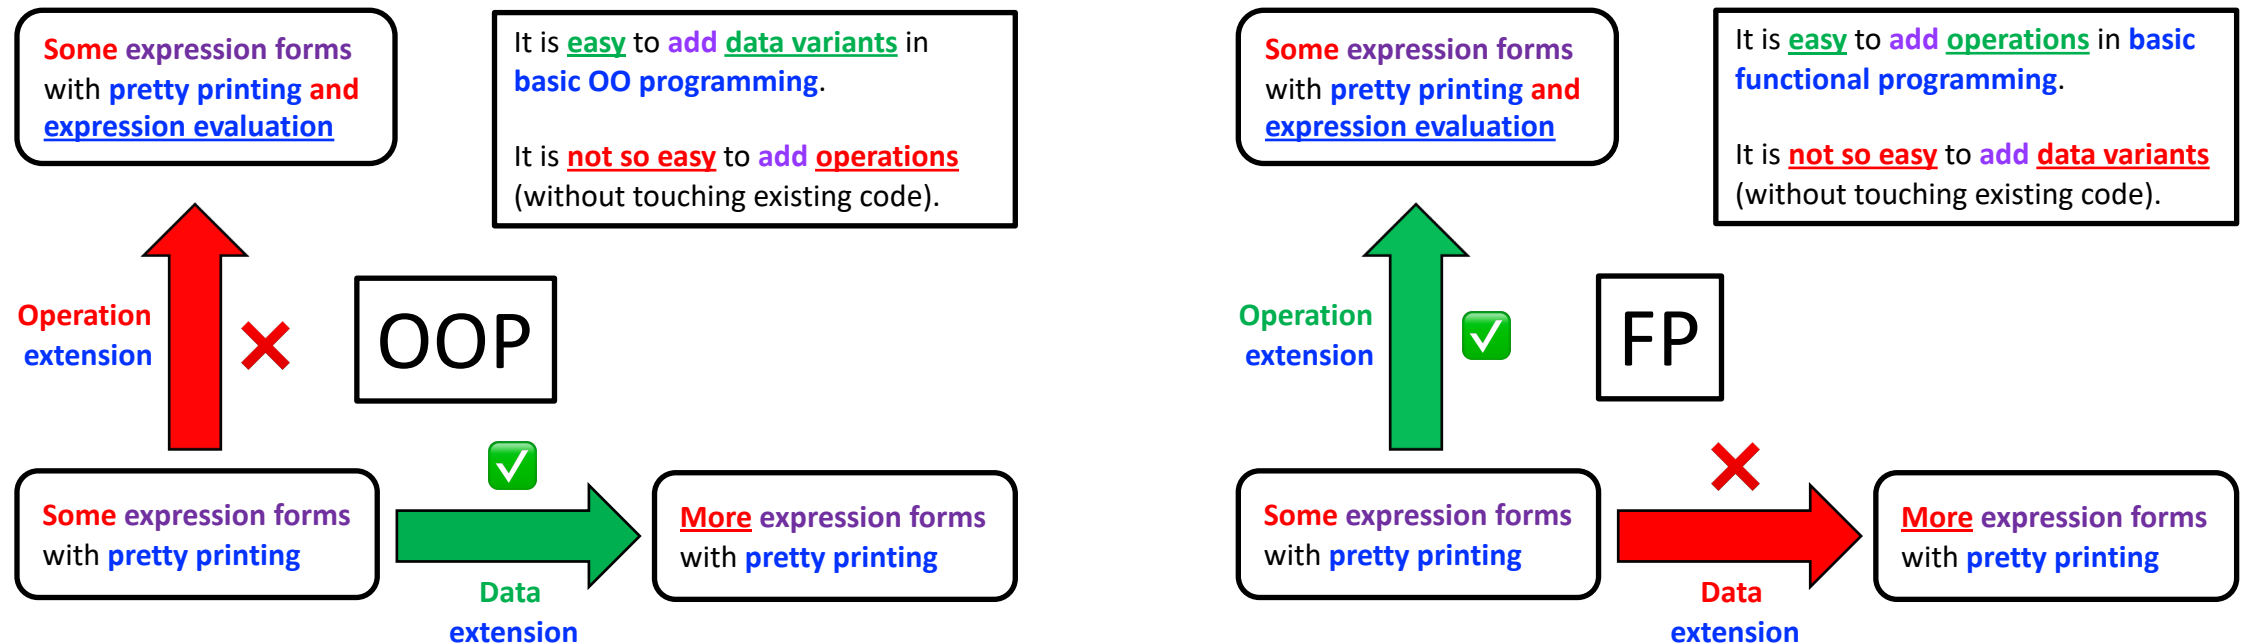 Some expression forms
with pretty printing and
expression evaluation
It is easy to add data variants in
basic OO programming.
It is not so easy to add operations
(without touching existing code).
Operation
extension
OOP
Some expression forms
with pretty printing
Data
extension
More expression forms
with pretty printing
Some expression forms
with pretty printing and
expression evaluation
It is easy to add operations in basic
functional programming.
It is not so easy to add data variants
(without touching existing code).
Operation
extension
FP
Some expression forms
with pretty printing
Data
extension
More expression forms
with pretty printing